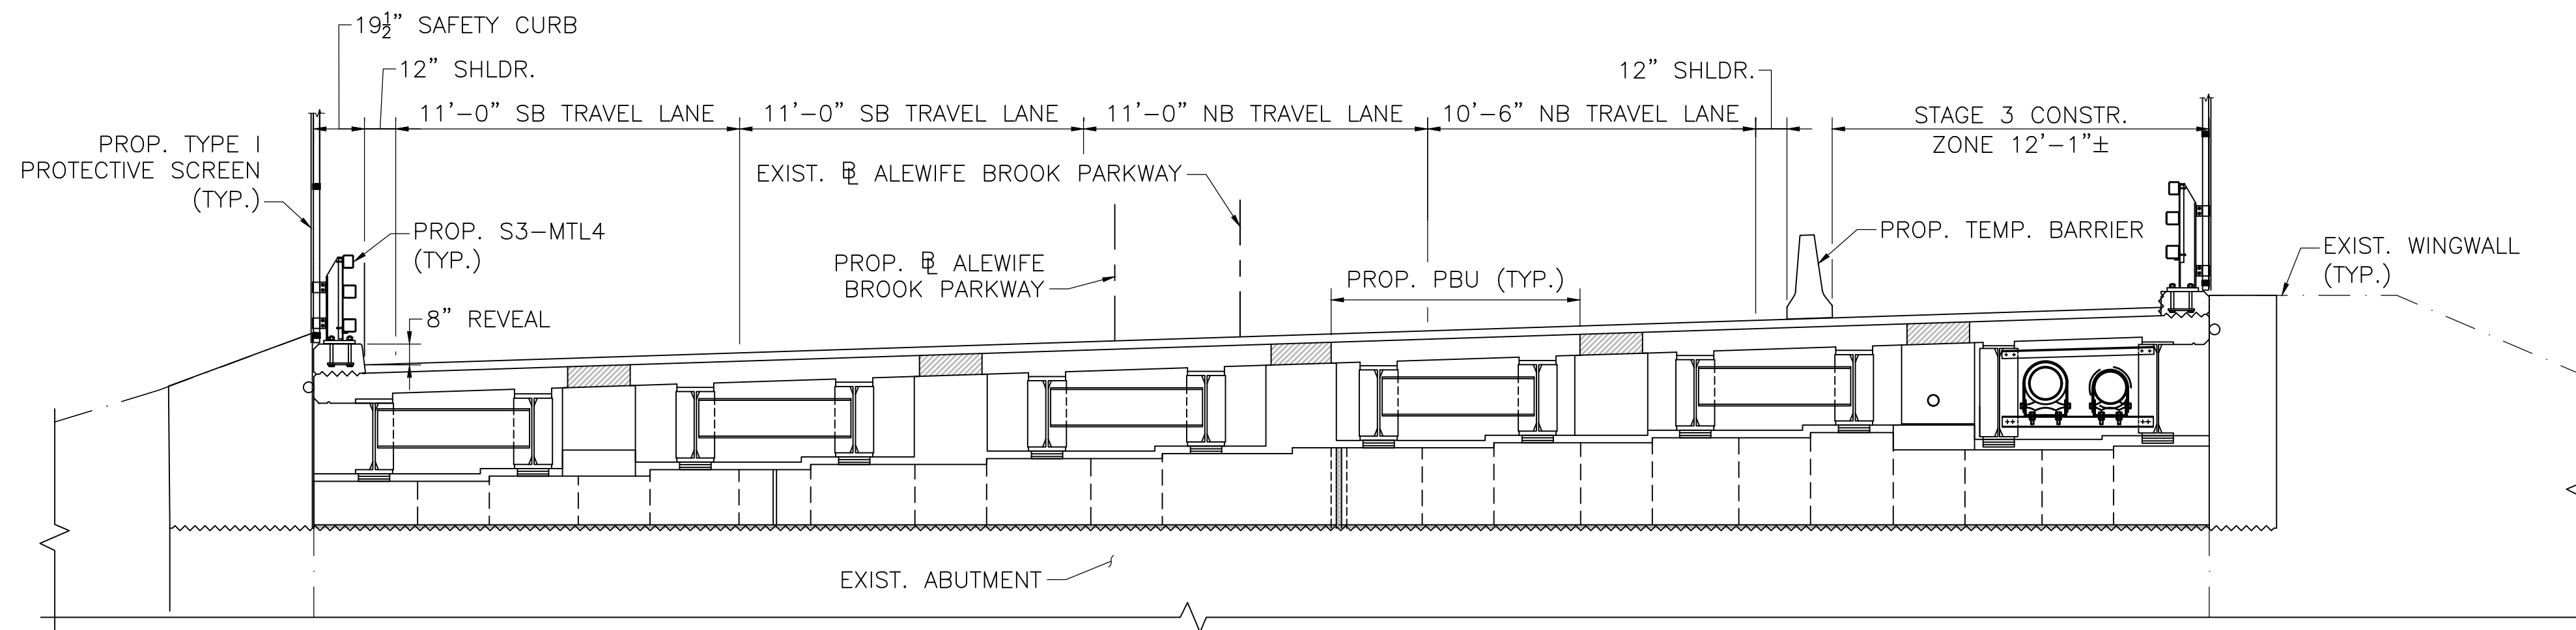 19½" SAFETY CURB
12" SHLDR.
12" SHLDR.
11'-0" SB TRAVEL LANE
11'-0" SB TRAVEL LANE
11'-0" NB TRAVEL LANE
10'-6" NB TRAVEL LANE
STAGE 3 CONSTR.
ZONE 12'-1"±
PROP. TYPE I
PROTECTIVE SCREEN
(TYP.)
EXIST. ℄ ALEWIFE BROOK PARKWAY
PROP. S3-MTL4
(TYP.)
PROP. TEMP. BARRIER
EXIST. WINGWALL
(TYP.)
PROP. BL ALEWIFE
BROOK PARKWAY
PROP. PBU (TYP.)
8" REVEAL
EXIST. ABUTMENT